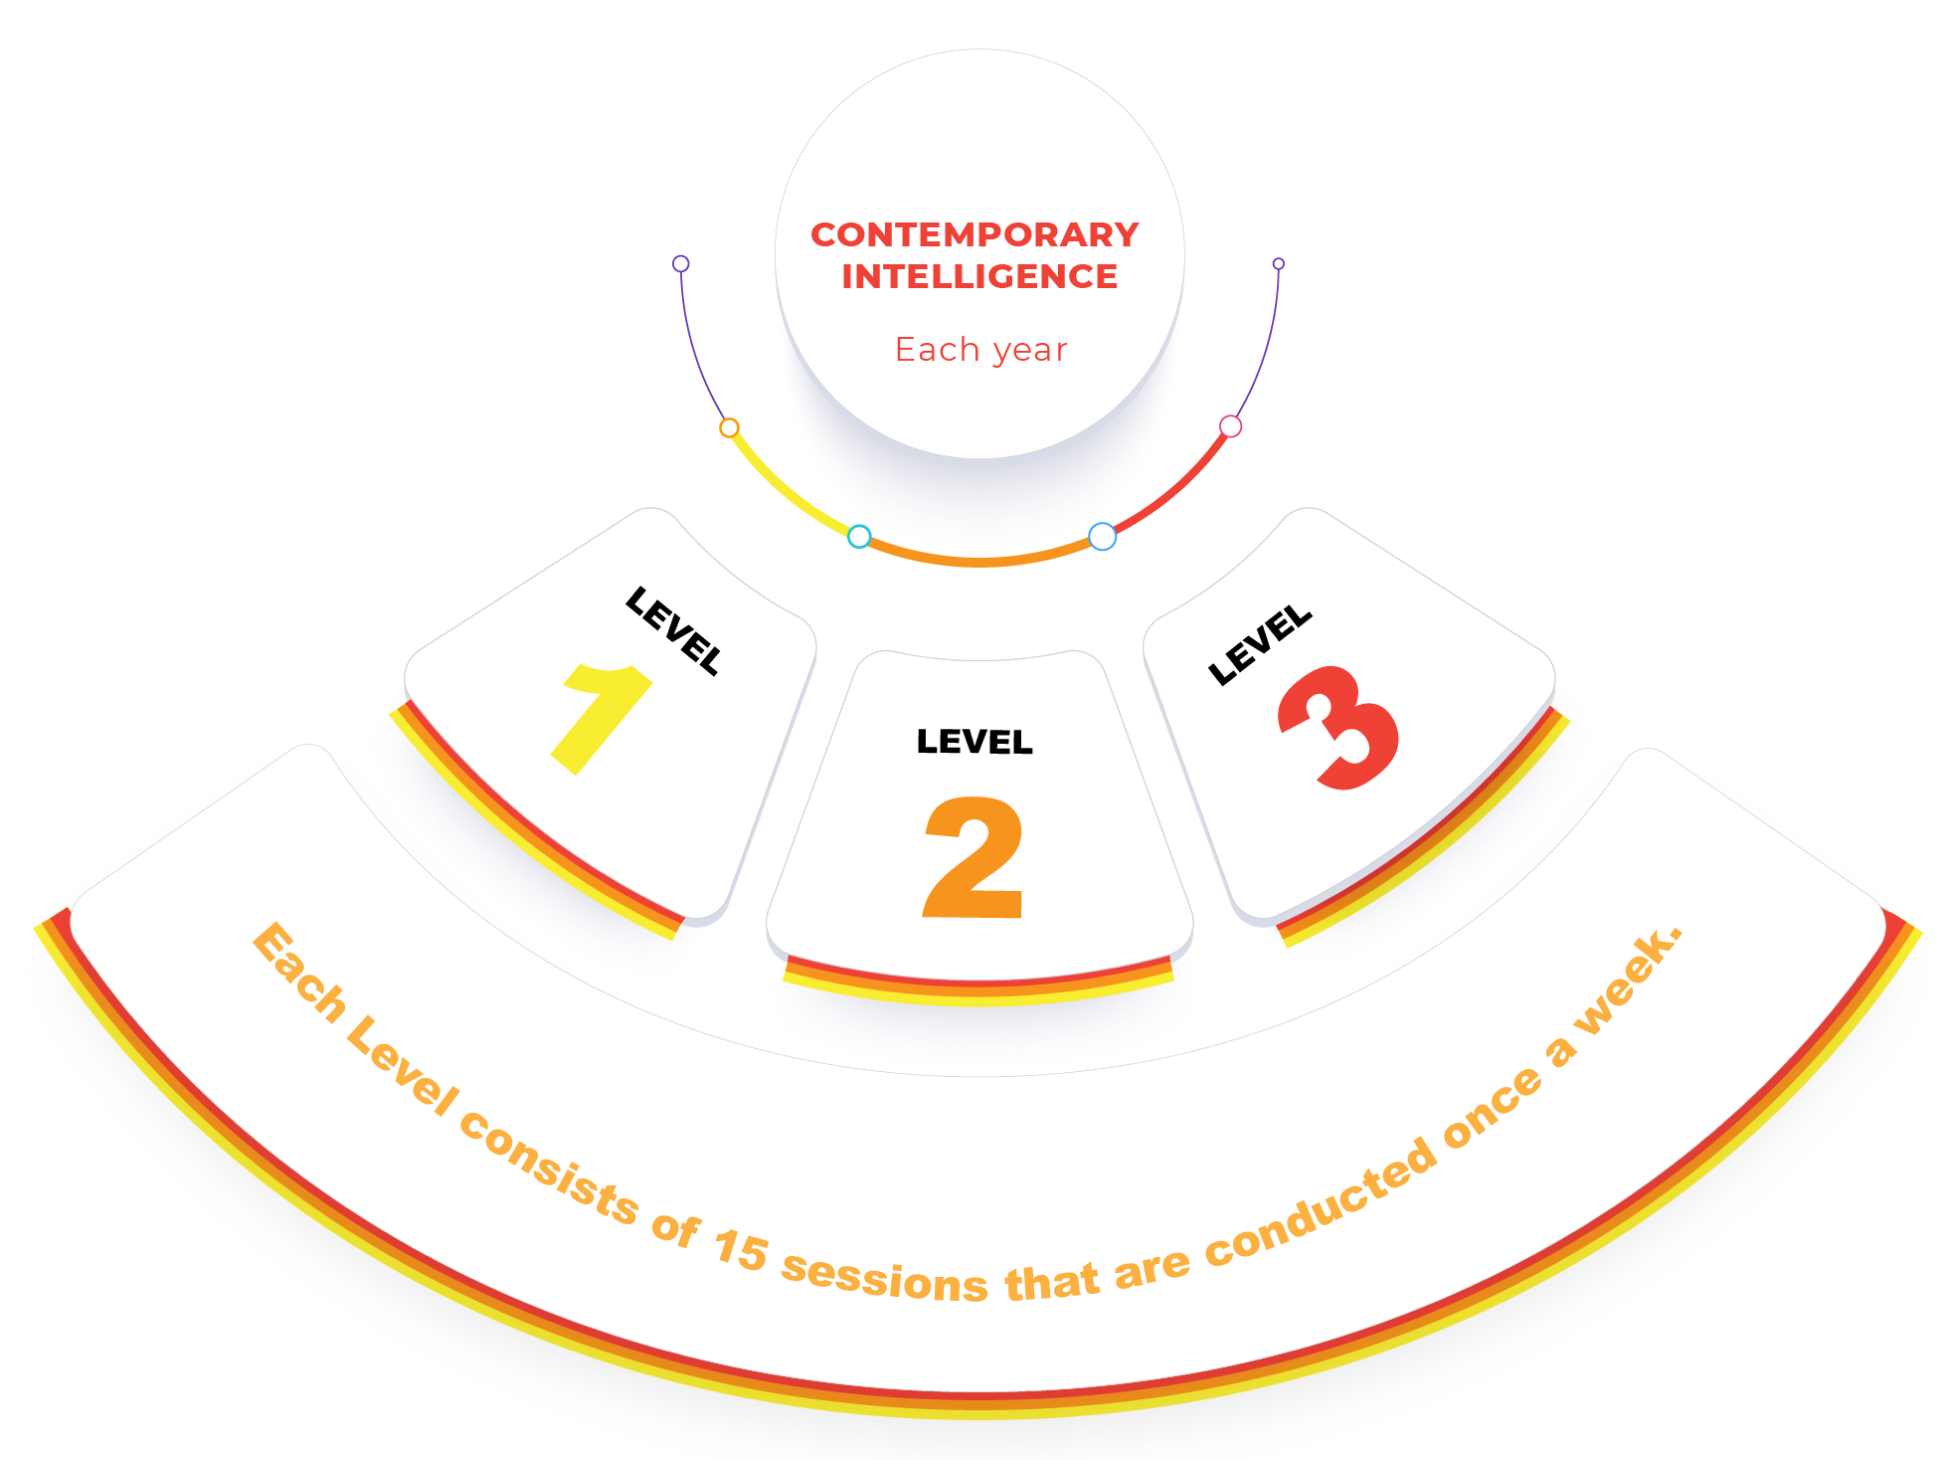 CONTEMPORARY
INTELLIGENCE
Each year
LEVEL
1
LEVEL
2
LEVEL
3
Each Level consists of 15 sessions that are conducted once a week.